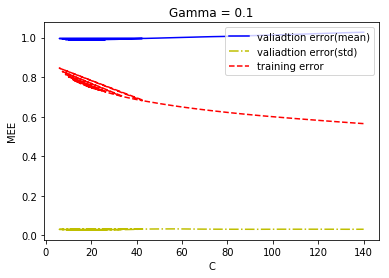 Gamma = 0.1
valiadtion error(mean)
valiadtion error(std)
training error
MEE
1.0
0.8
0.6
0.4
0.2
0.0
0 20 40 60 80 100 120 140
C